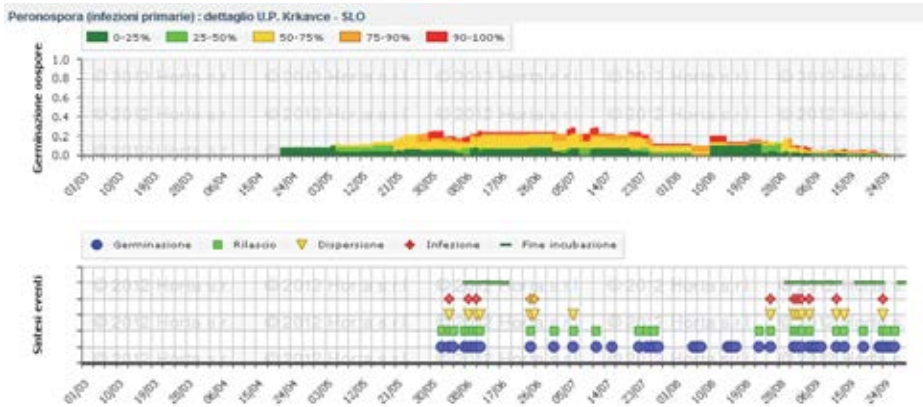 Peronospora (infezioni primarie) : dettaglio U.P. Krkavce - SLO
0-25% 25-50% 50-75% 75-90% 90-100%
Germinazione oospore
1.0
0.8
0.6
0.4
0.2
0.0
© 2012 Horta s.r.l.
01/03 10/03 19/03 28/03 06/04 15/04 24/04 03/05 12/05 21/05 30/05 08/06 17/06 26/06 05/07 14/07 23/07 01/08 10/08 19/08 28/08 06/09 15/09 24/09
Germinazione Rilascio Dispersione Infezione Fine incubazione
Sintesi eventi
© 2012 Horta s.r.l.
01/03 10/03 19/03 28/03 06/04 15/04 24/04 03/05 12/05 21/05 30/05 08/06 17/06 26/06 05/07 14/07 23/07 01/08 10/08 19/08 28/08 06/09 15/09 24/09